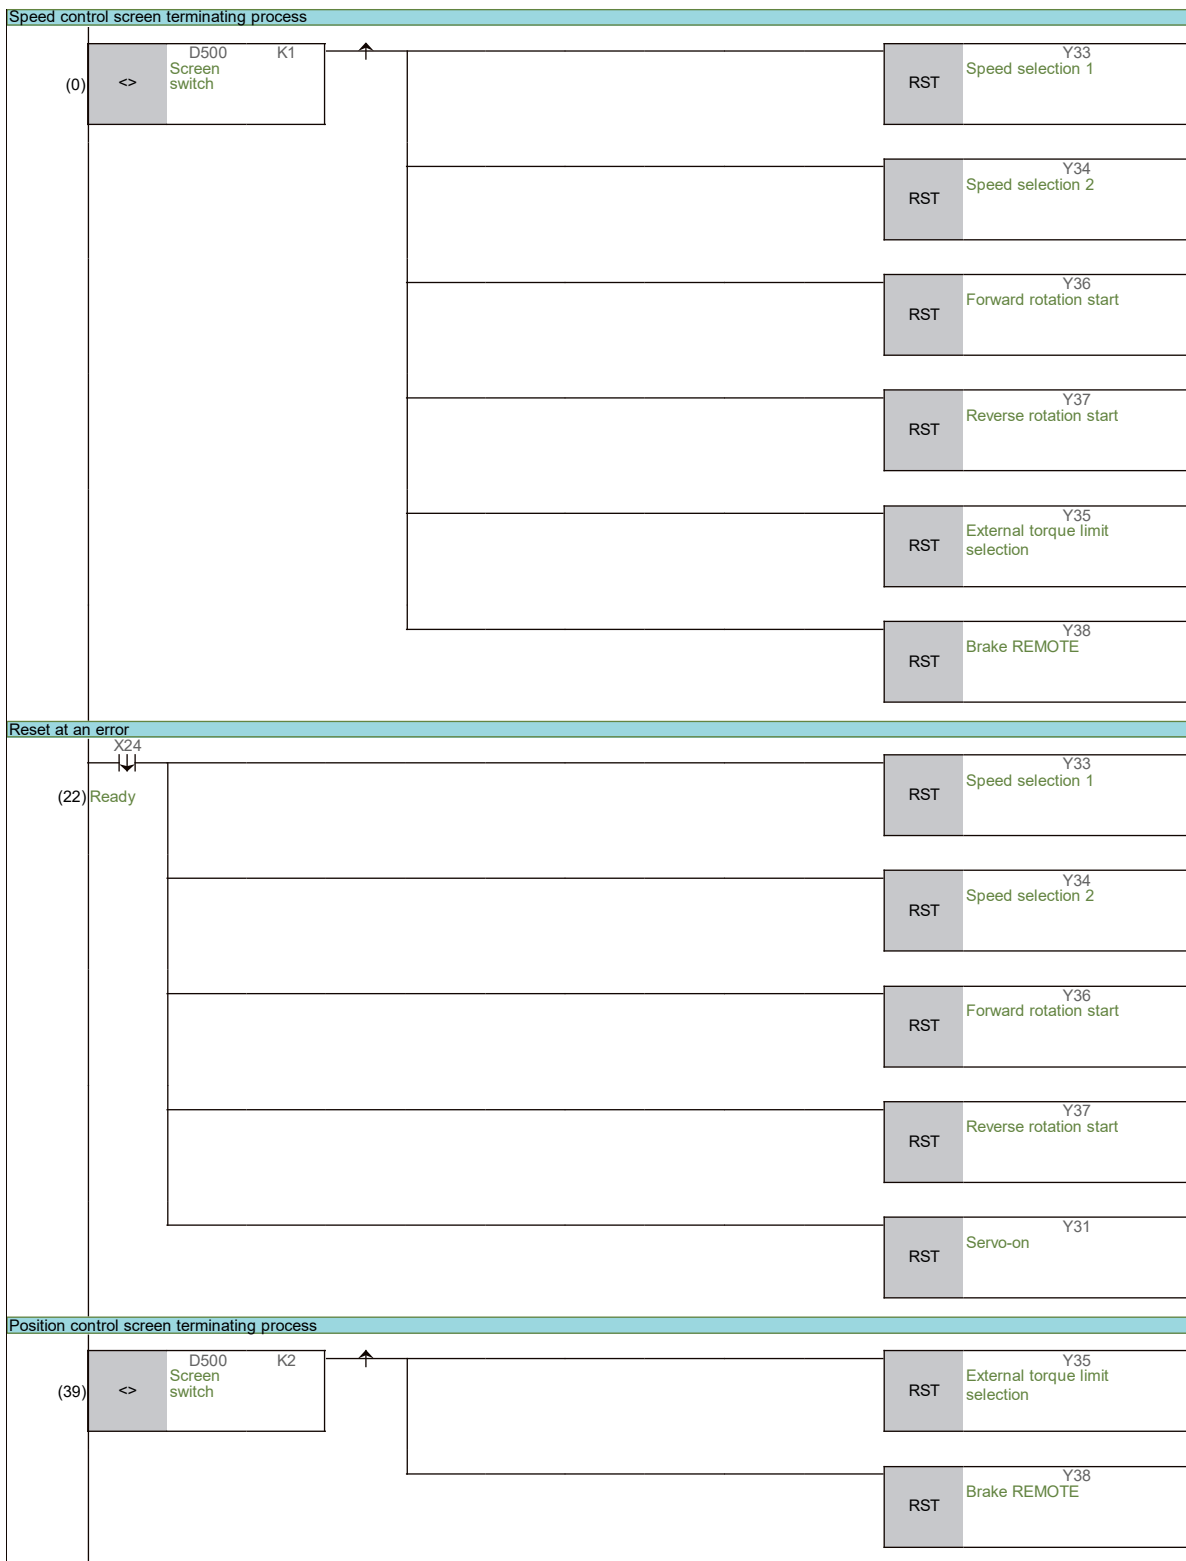 Speed control screen terminating process
D500 K1 Y33
(0) <> Screen switch RST Speed selection 1
Y34
RST Speed selection 2
Y36
RST Forward rotation start
Y37
RST Reverse rotation start
Y35
RST External torque limit selection
Y38
RST Brake REMOTE
Reset at an error
X24 Y33
(22) Ready RST Speed selection 1
Y34
RST Speed selection 2
Y36
RST Forward rotation start
Y37
RST Reverse rotation start
Y31
RST Servo-on
Position control screen terminating process
D500 K2 Y35
(39) <> Screen switch RST External torque limit selection
Y38
RST Brake REMOTE